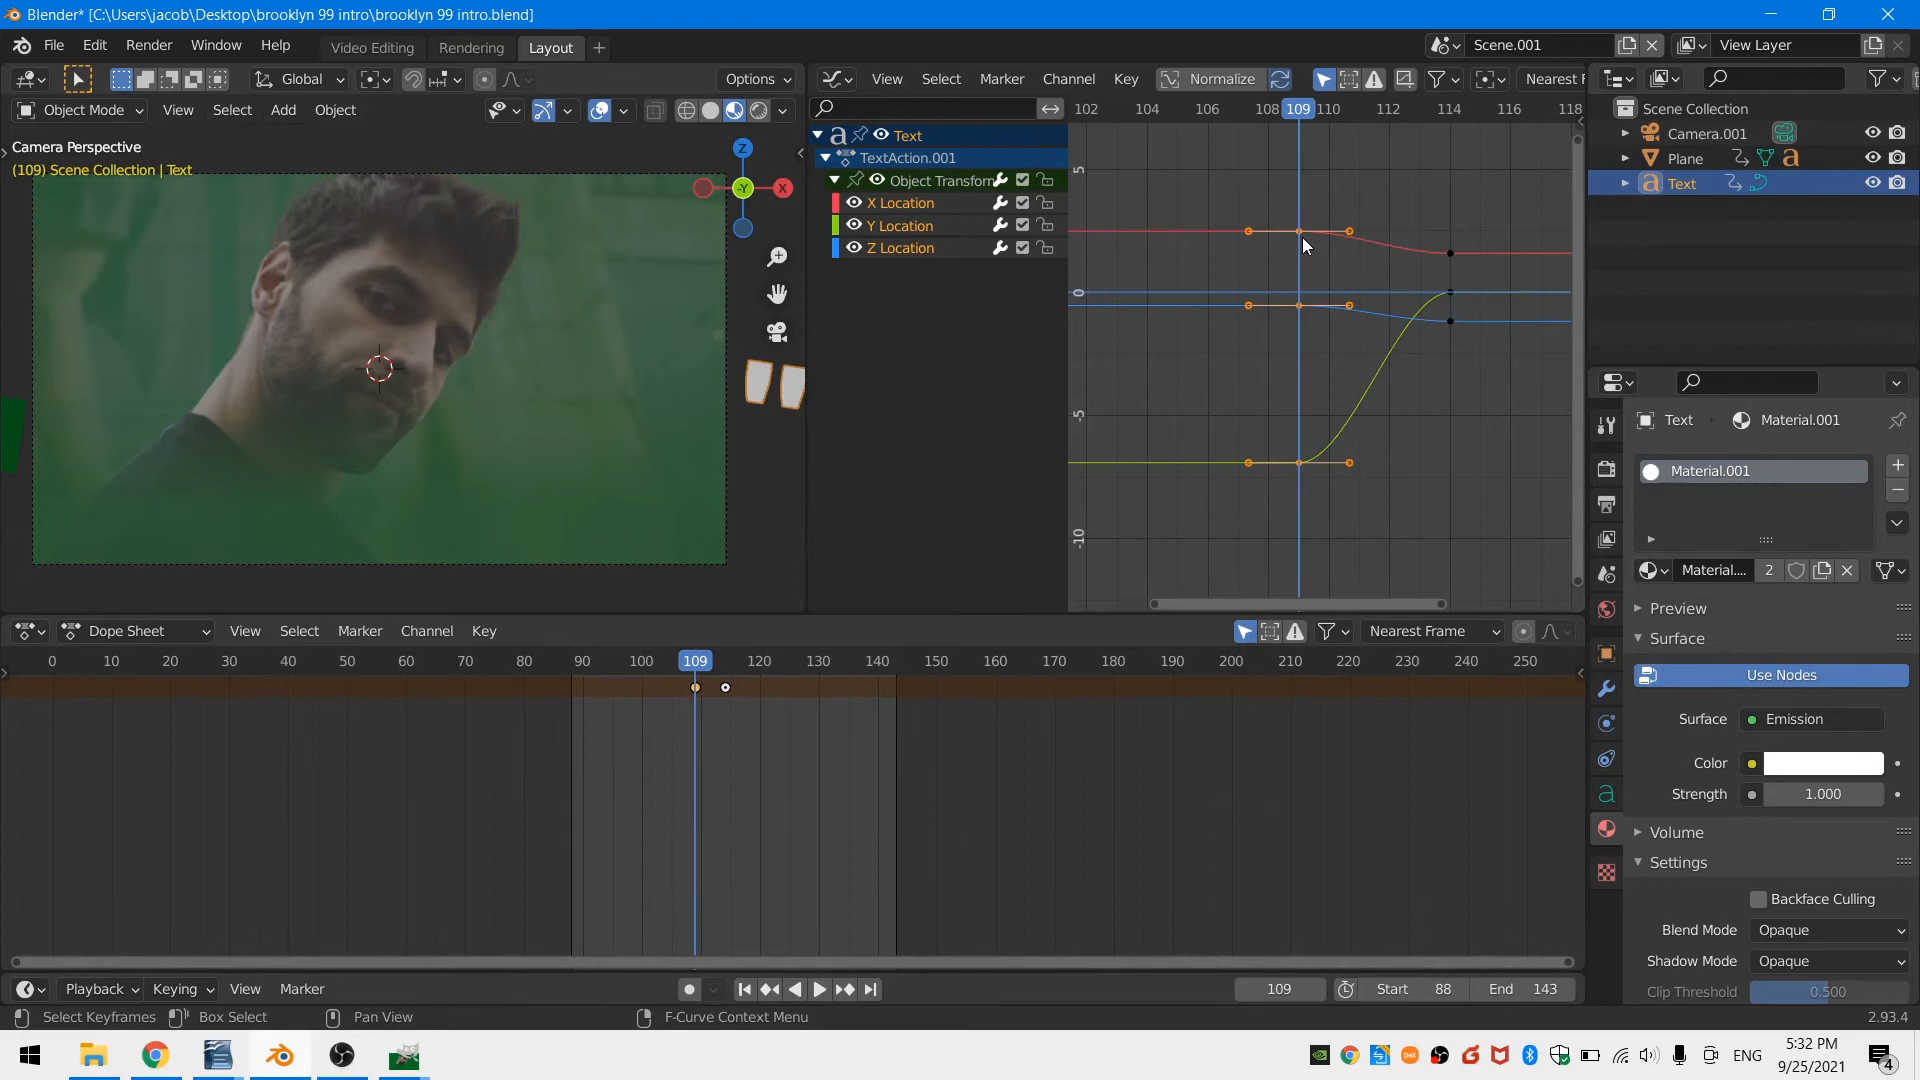 Blender* [C:\Users\jacob\Desktop\brooklyn 99 intro\brooklyn 99 intro.blend]
File Edit Render Window Help Video Editing Rendering Layout Scene.001 View Layer
Global Options View Select Marker Channel Key Normalize Nearest F
Object Mode View Select Add Object
102 104 106 108 109 110 112 114 116 118
Scene Collection
Camera.001
Plane
Text
Camera Perspective
(109) Scene Collection | Text
Z
X
-Y
Text
TextAction.001
Object Transform
X Location
Y Location
Z Location
5
0
-5
-10
Text Material.001
Material.001
Material.... 2
Preview
Surface
Use Nodes
Surface Emission
Color
Strength 1.000
Volume
Settings
Backface Culling
Blend Mode Opaque
Shadow Mode Opaque
Clip Threshold 0.500
Dope Sheet View Select Marker Channel Key Nearest Frame
0 10 20 30 40 50 60 70 80 90 100 109 120 130 140 150 160 170 180 190 200 210 220 230 240 250
Playback Keying View Marker 109 Start 88 End 143
Select Keyframes Box Select Pan View F-Curve Context Menu 2.93.4
ENG
5:32 PM
9/25/2021
4